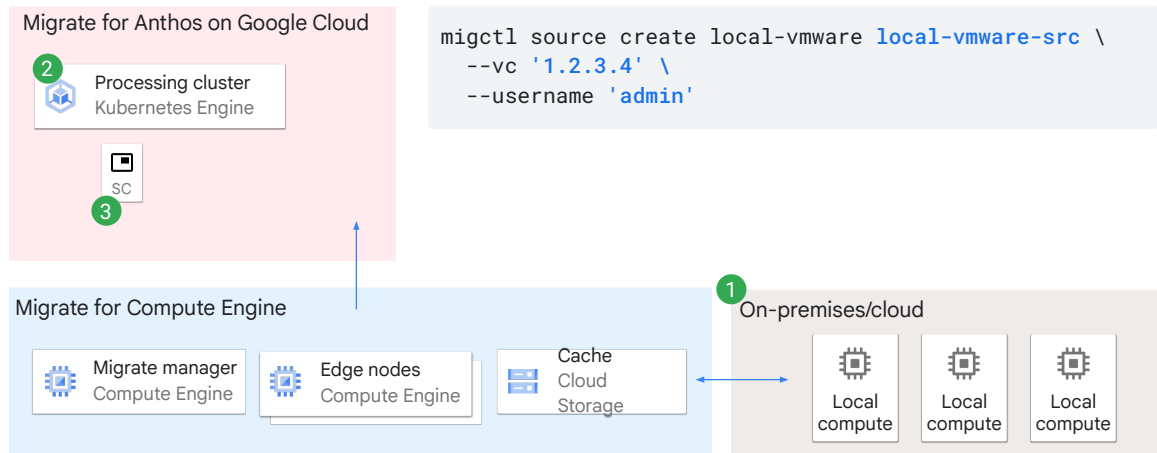 Migrate for Anthos on Google Cloud
2
Processing cluster
Kubernetes Engine
SC
3
migctl source create local-vmware local-vmware-src \
--vc '1.2.3.4' \
--username 'admin'
Migrate for Compute Engine
Migrate manager
Compute Engine
Edge nodes
Compute Engine
Cache
Cloud
Storage
1
On-premises/cloud
Local
compute
Local
compute
Local
compute